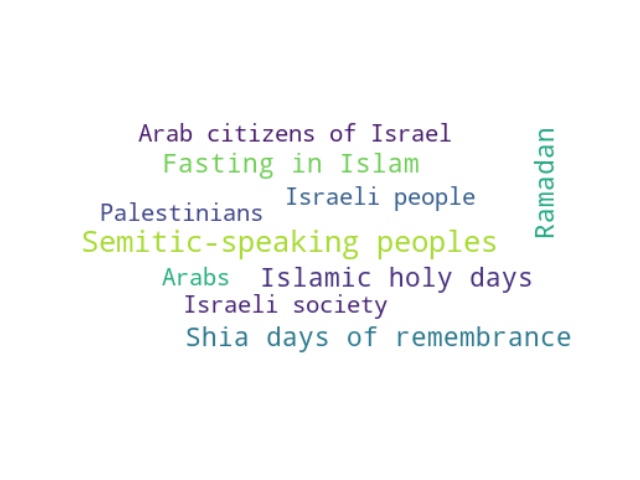 Arab citizens of Israel
Fasting in Islam
Ramadan
Israeli people
Palestinians
Semitic-speaking peoples
Arabs
Islamic holy days
Israeli society
Shia days of remembrance